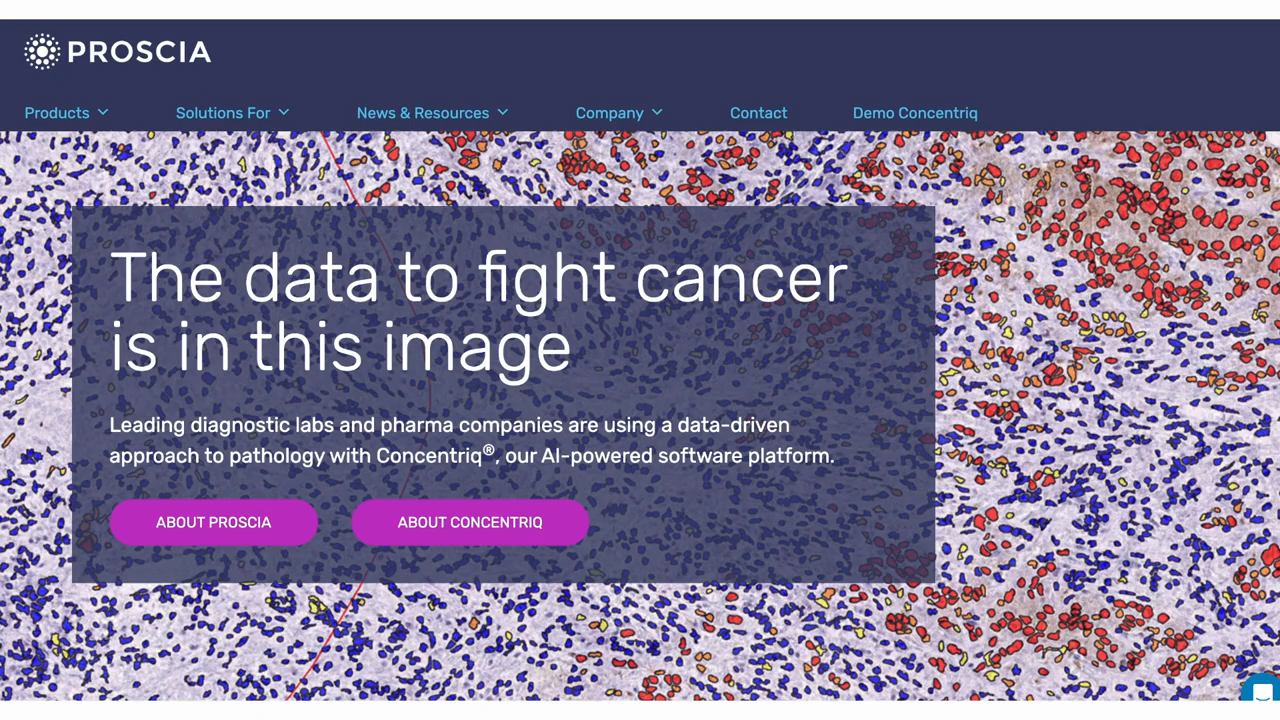 PROSCIA
Products
Solutions For
News & Resources
Company
Contact
Demo Concentriq
The data to fight cancer
is in this image
Leading diagnostic labs and pharma companies are using a data-driven
approach to pathology with Concentriq®, our AI-powered software platform.
ABOUT PROSCIA
ABOUT CONCENTRIQ